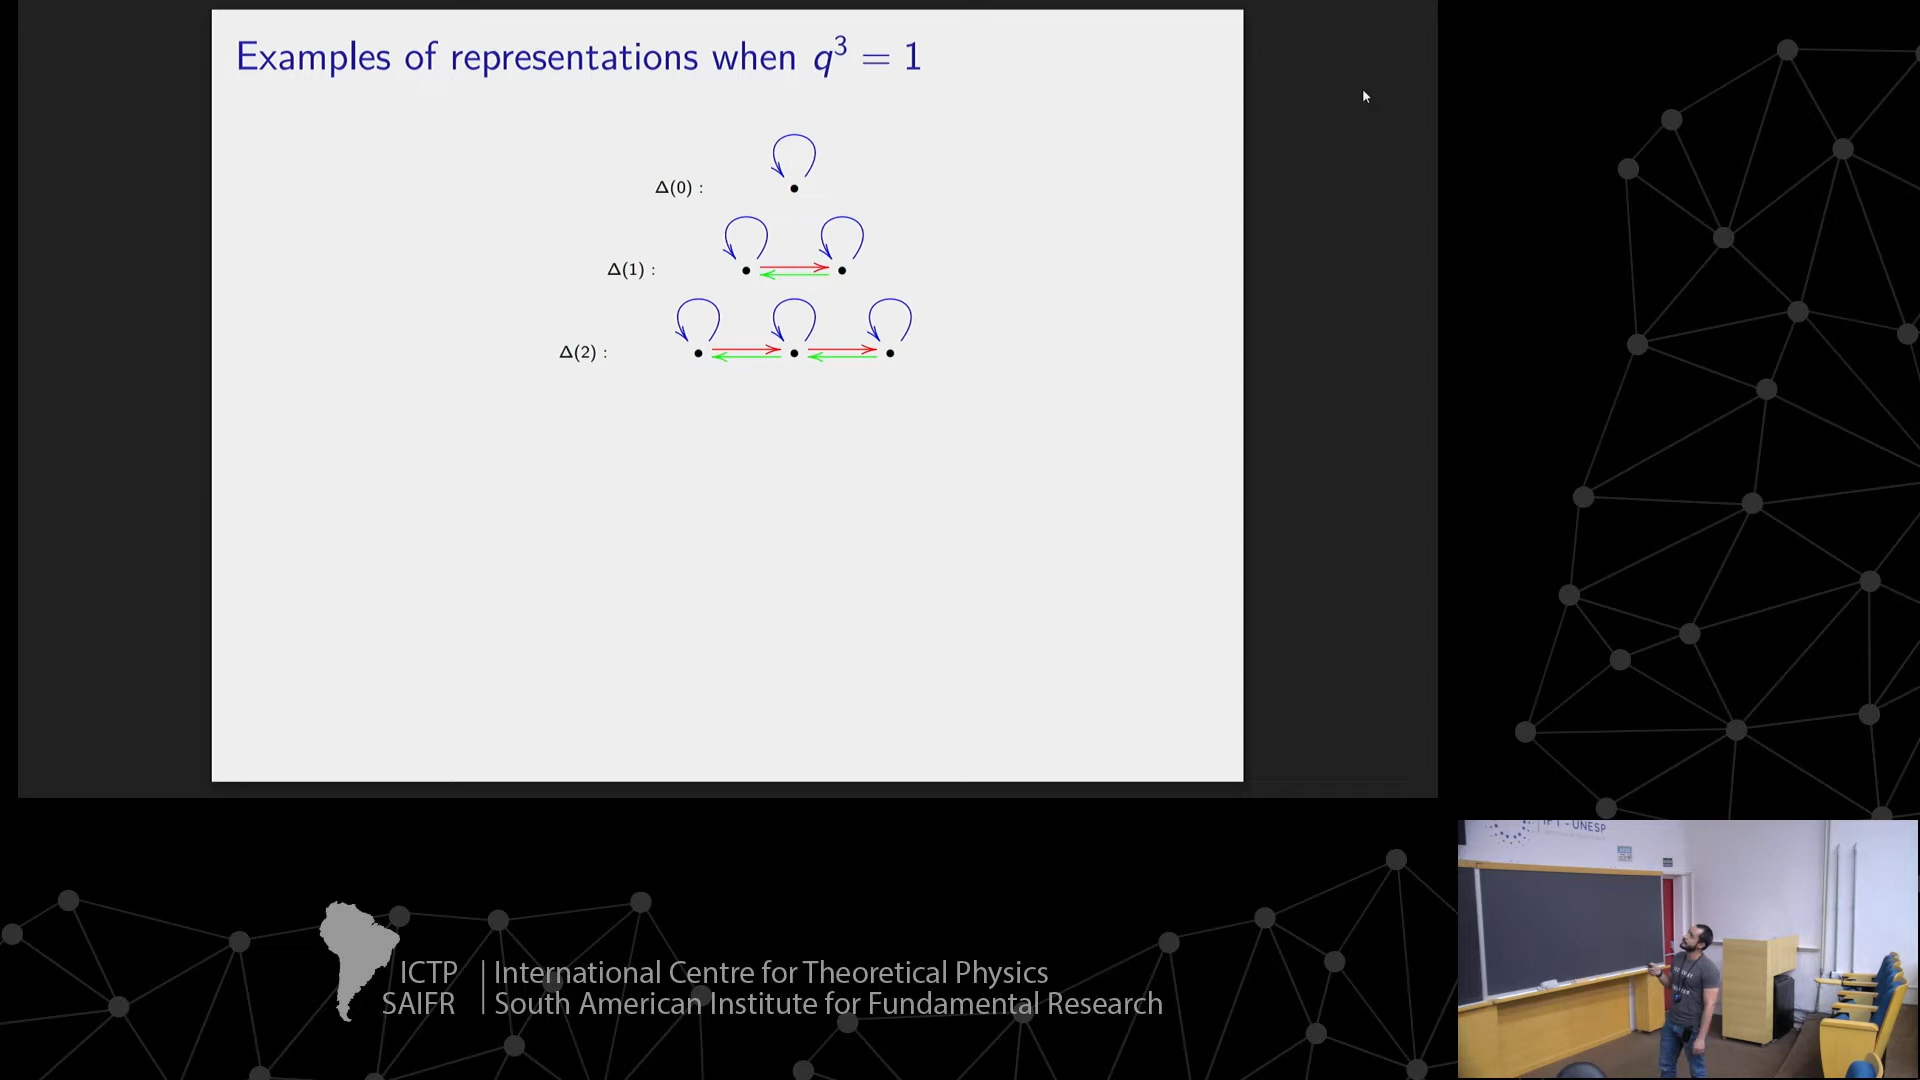 Examples of representations when q³ = 1
Δ(0) :
Δ(1) :
Δ(2) :
IFT - UNESP
ICTP
SAIFR
International Centre for Theoretical Physics
South American Institute for Fundamental Research